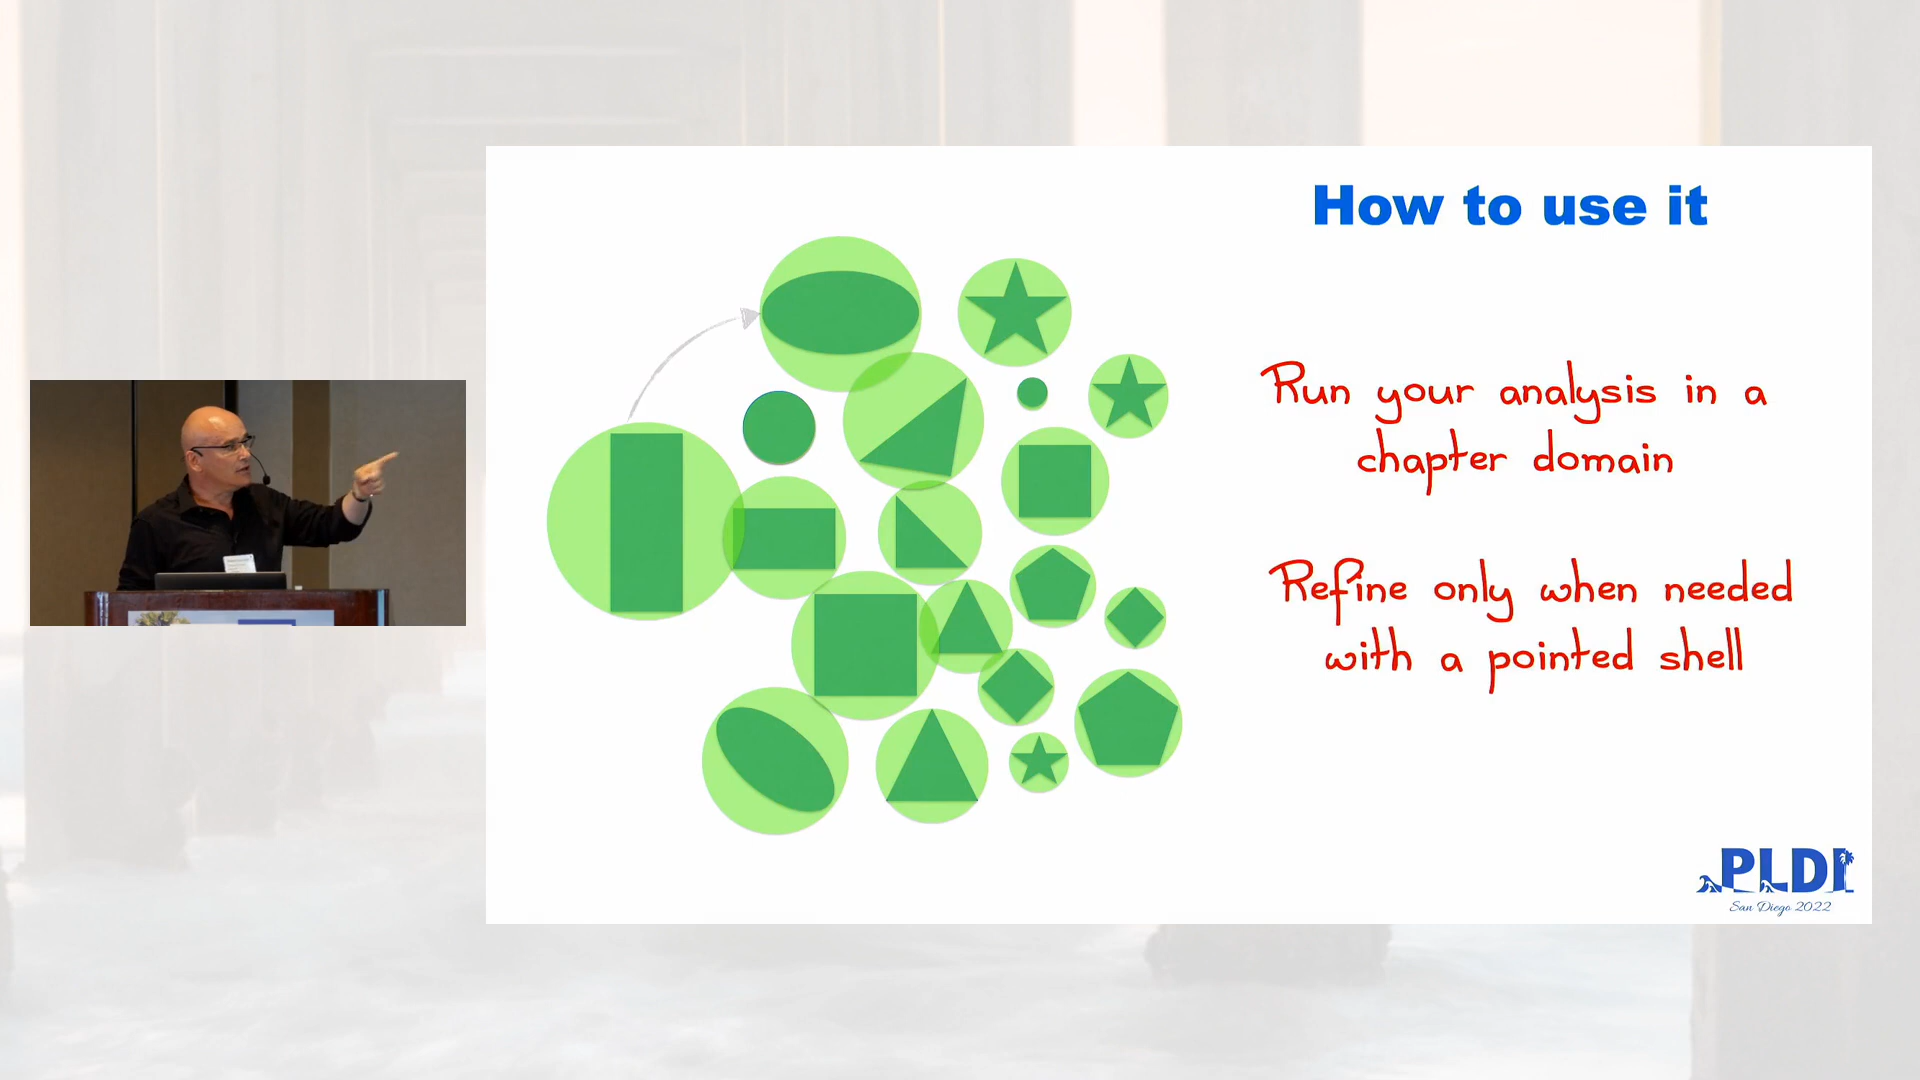 How to use it
Run your analysis in a
chapter domain
Refine only when needed
with a pointed shell
PLDI
San Diego 2022